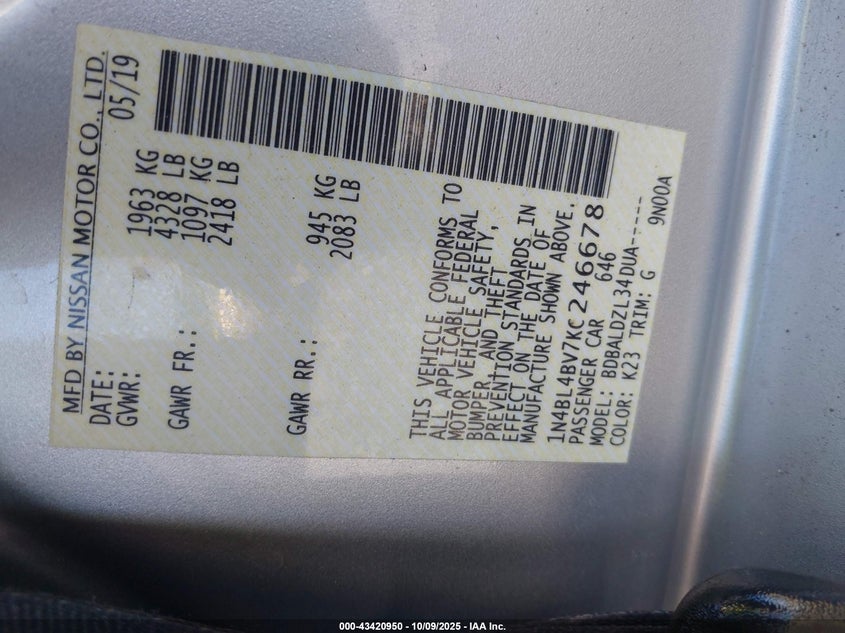 MFD BY NISSAN MOTOR CO., LTD.
DATE: 05/19
GVWR: 1963 KG
4328 LB
GAWR FR.: 1097 KG
2418 LB
GAWR RR.: 945 KG
2083 LB
THIS VEHICLE CONFORMS TO
ALL APPLICABLE FEDERAL
MOTOR VEHICLE SAFETY,
BUMPER AND THEFT
PREVENTION STANDARDS IN
EFFECT ON THE DATE OF
MANUFACTURE SHOWN ABOVE.
1N4BL4BV7KC246678
PASSENGER CAR 646
MODEL: BDBALDZL34DUA-----
COLOR: K23 TRIM: G 9N00A
000-43420950 - 10/09/2025 - IAA Inc.